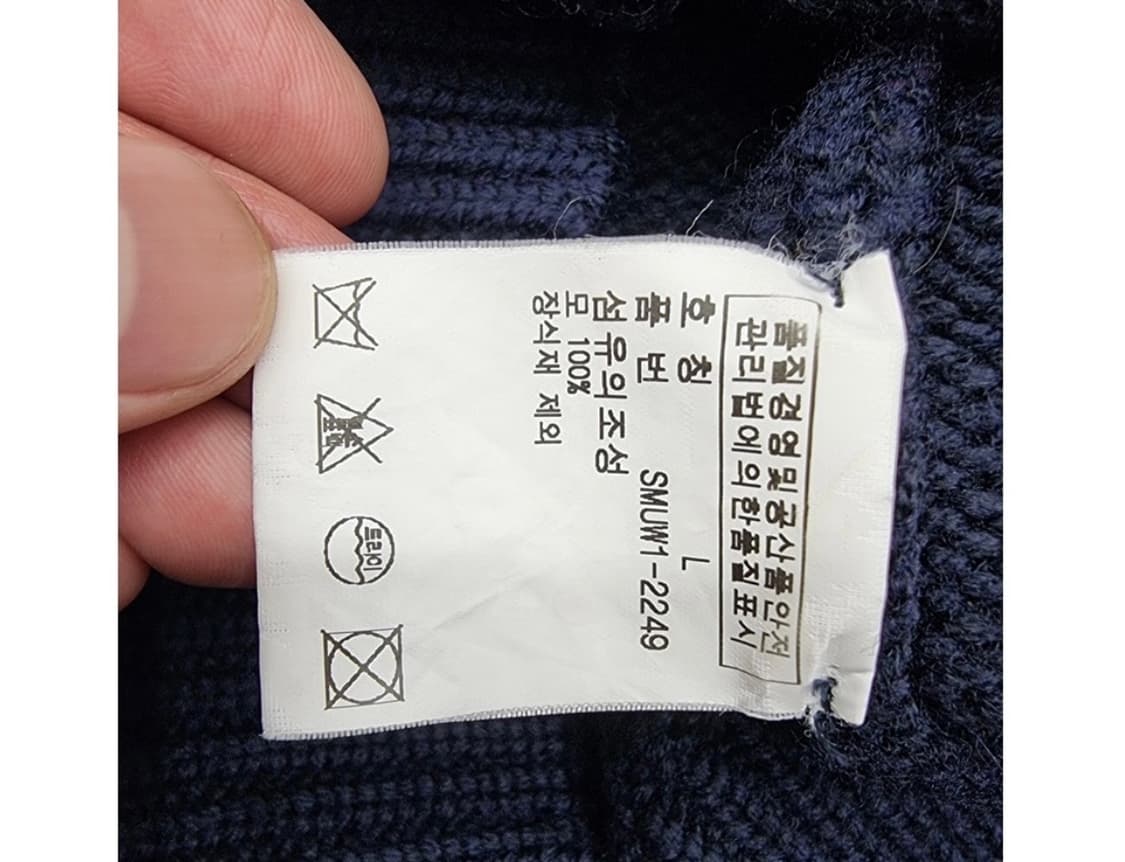 품질경영및공산품안전
관리법에의한품질표시
호 칭 L
품 번 SMUW1-2249
섬유의조성
모 100%
장식재 제외
드라이